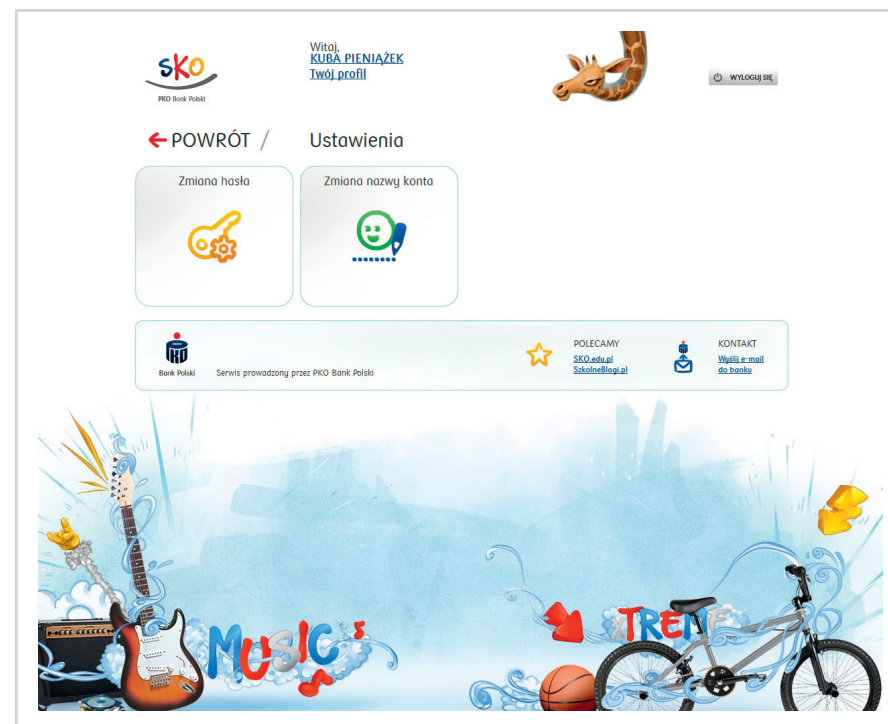 SKO
PKO Bank Polski
Witaj,
KUBA PIENIĄŻEK
Twój profil
WYLOGUJ SIĘ
POWRÓT / Ustawienia
Zmiana hasła
Zmiana nazwy konta
Bank Polski
Serwis prowadzony przez PKO Bank Polski
POLECAMY
SKO.edu.pl
SzkolneBlogi.pl
KONTAKT
Wyślij e-mail
do banku
MUSIC
XTREME